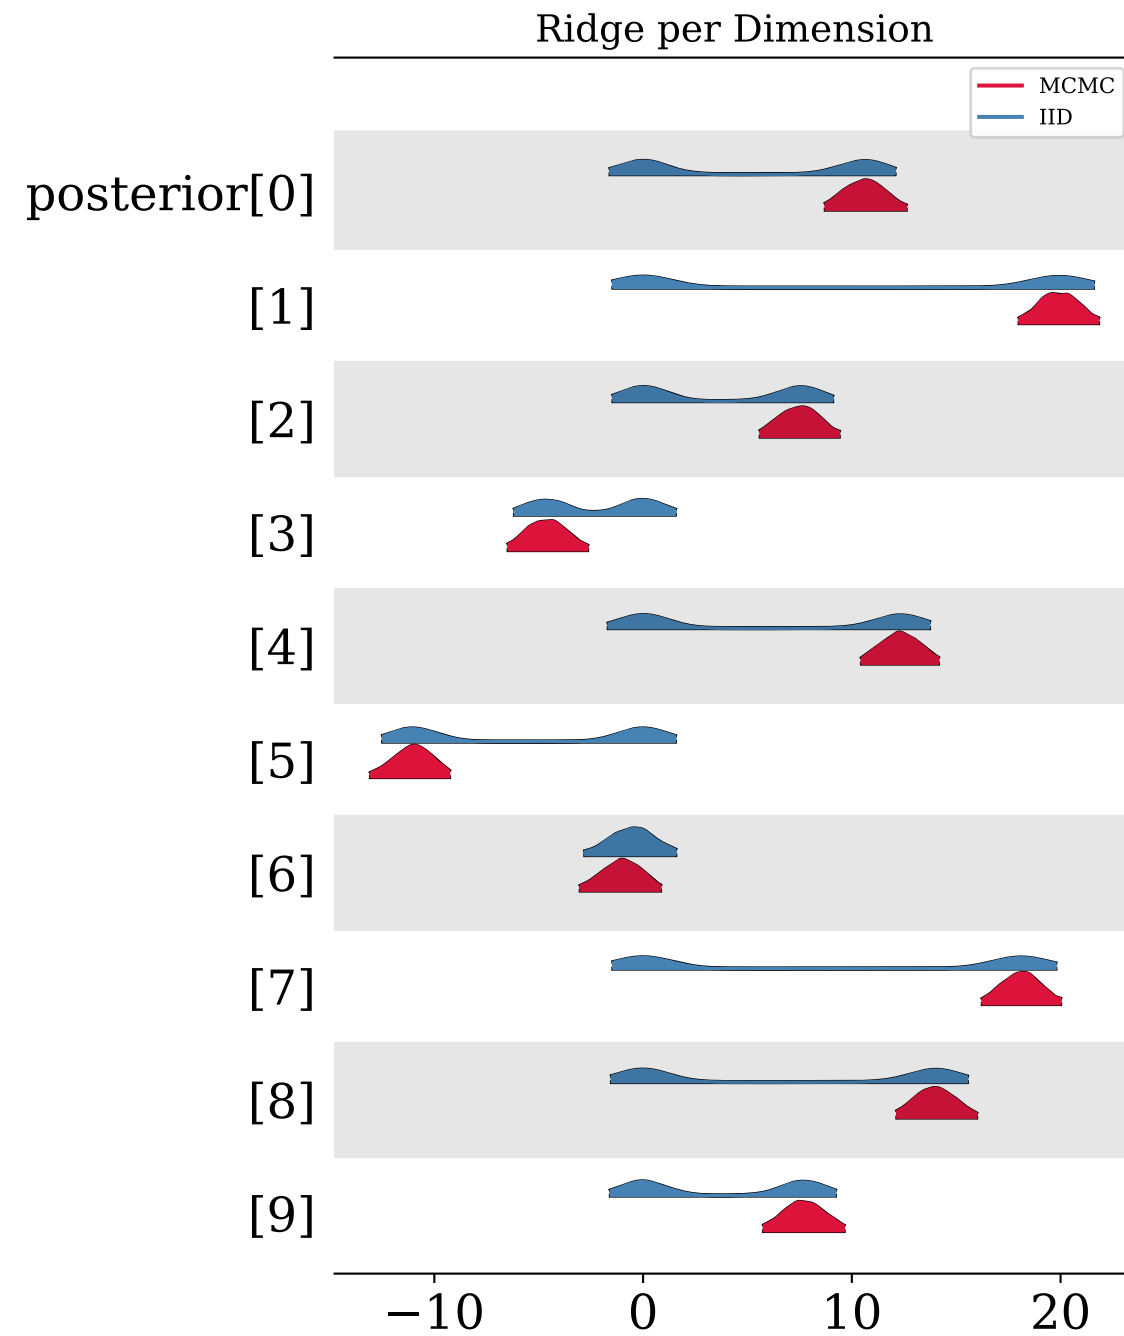 Ridge per Dimension
MCMC
IID
posterior[0]
[1]
[2]
[3]
[4]
[5]
[6]
[7]
[8]
[9]
−10 0 10 20